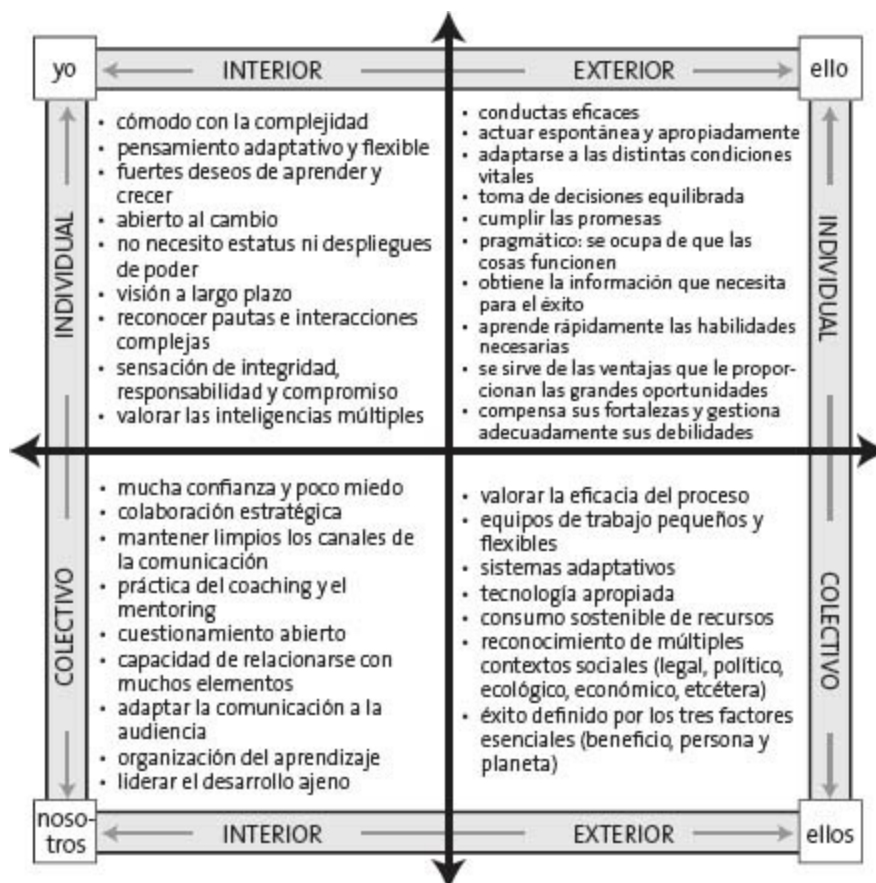 yo
INTERIOR
EXTERIOR
ello
INDIVIDUAL
• cómodo con la complejidad
• pensamiento adaptativo y flexible
• fuertes deseos de aprender y
crecer
• abierto al cambio
• no necesito estatus ni despliegues
de poder
• visión a largo plazo
• reconocer pautas e interacciones
complejas
• sensación de integridad,
responsabilidad y compromiso
• valorar las inteligencias múltiples
• conductas eficaces
• actuar espontánea y apropiadamente
• adaptarse a las distintas condiciones
vitales
• toma de decisiones equilibrada
• cumplir las promesas
• pragmático: se ocupa de que las
cosas funcionen
• obtiene la información que necesita
para el éxito
• aprende rápidamente las habilidades
necesarias
• se sirve de las ventajas que le propor-
cionan las grandes oportunidades
• compensa sus fortalezas y gestiona
adecuadamente sus debilidades
INDIVIDUAL
COLECTIVO
• mucha confianza y poco miedo
• colaboración estratégica
• mantener limpios los canales de
la comunicación
• práctica del coaching y el
mentoring
• cuestionamiento abierto
• capacidad de relacionarse con
muchos elementos
• adaptar la comunicación a la
audiencia
• organización del aprendizaje
• liderar el desarrollo ajeno
• valorar la eficacia del proceso
• equipos de trabajo pequeños y
flexibles
• sistemas adaptativos
• tecnología apropiada
• consumo sostenible de recursos
• reconocimiento de múltiples
contextos sociales (legal, político,
ecológico, económico, etcétera)
• éxito definido por los tres factores
esenciales (beneficio, persona y
planeta)
COLECTIVO
noso-
tros
INTERIOR
EXTERIOR
ellos